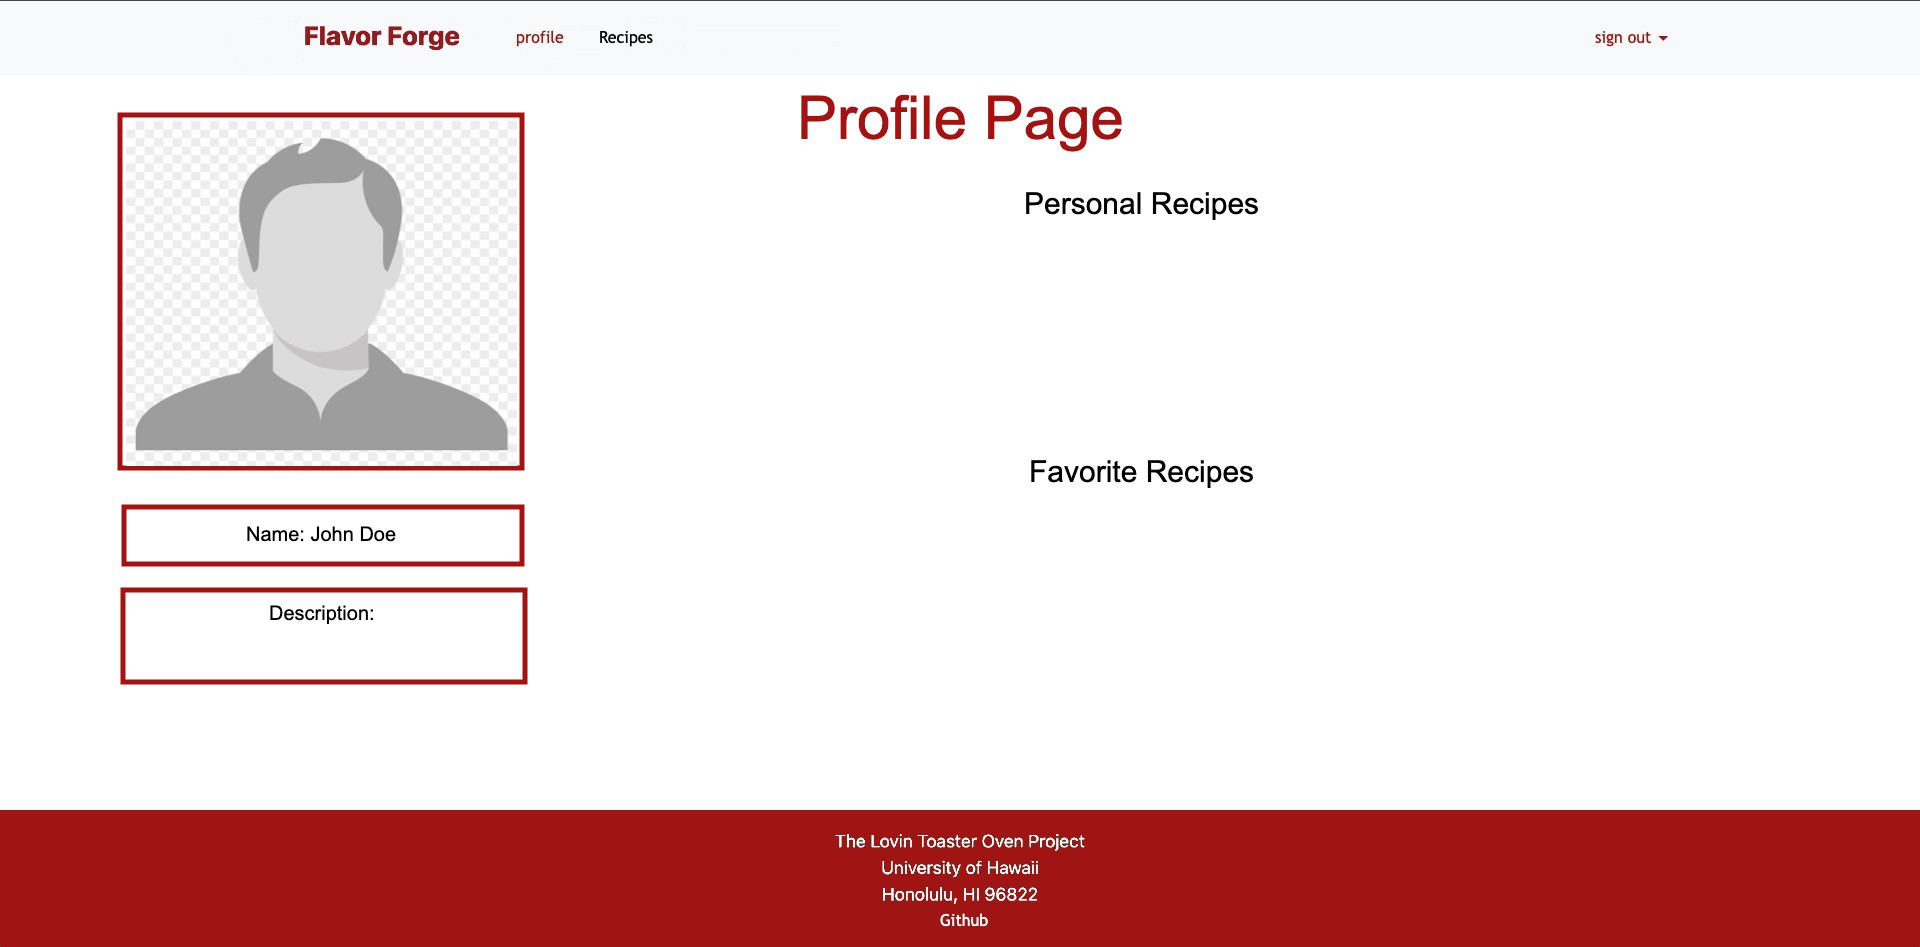 Flavor Forge profile Recipes sign out
Profile Page
Personal Recipes
Favorite Recipes
Name: John Doe
Description:
The Lovin Toaster Oven Project
University of Hawaii
Honolulu, HI 96822
Github